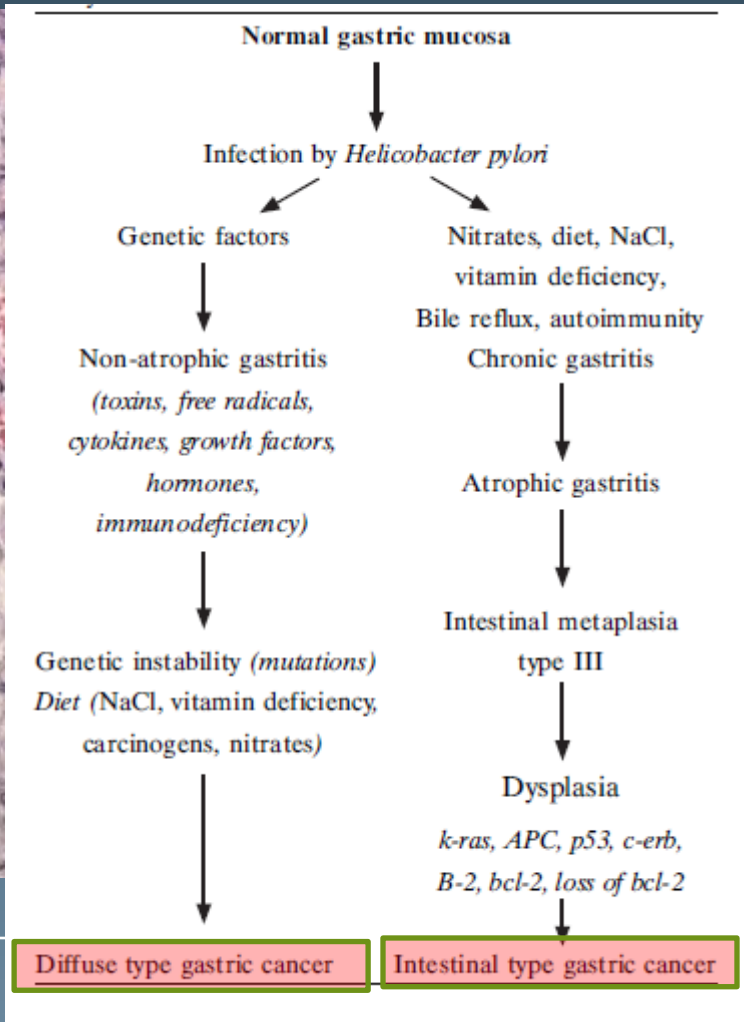 Normal gastric mucosa
Infection by Helicobacter pylori
Genetic factors
Non-atrophic gastritis
(toxins, free radicals,
cytokines, growth factors,
hormones,
immunodeficiency)
Genetic instability (mutations)
Diet (NaCl, vitamin deficiency,
carcinogens, nitrates)
Diffuse type gastric cancer
Nitrates, diet, NaCl,
vitamin deficiency,
Bile reflux, autoimmunity
Chronic gastritis
Atrophic gastritis
Intestinal metaplasia
type III
Dysplasia
k-ras, APC, p53, c-erb,
B-2, bcl-2, loss of bcl-2
Intestinal type gastric cancer